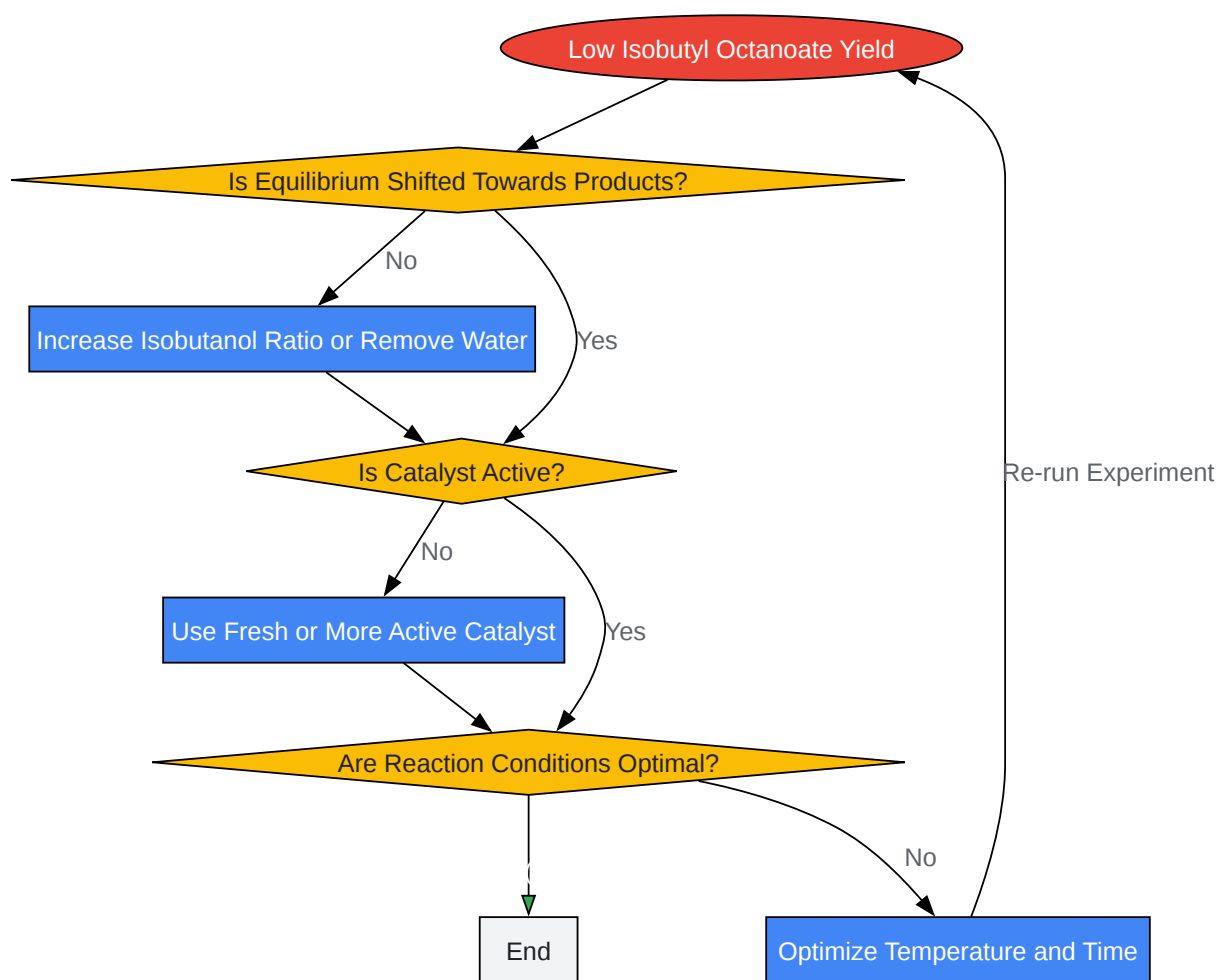 Low Isobutyl Octanoate Yield
Is Equilibrium Shifted Towards Products?
No
Increase Isobutanol Ratio or Remove Water
Yes
Is Catalyst Active?
Re-run Experiment
No
Use Fresh or More Active Catalyst
Yes
Are Reaction Conditions Optimal?
No
End
Optimize Temperature and Time